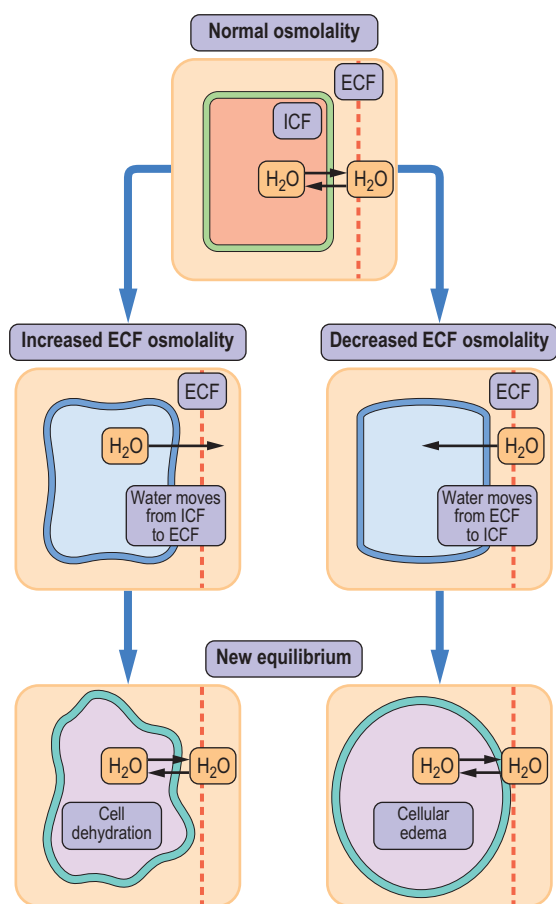 Normal osmolality
ECF
ICF
H₂O
H₂O
Increased ECF osmolality
Decreased ECF osmolality
ECF
H₂O
Water moves
from ICF
to ECF
ECF
H₂O
Water moves
from ECF
to ICF
New equilibrium
H₂O
H₂O
Cell
dehydration
H₂O
H₂O
Cellular
edema